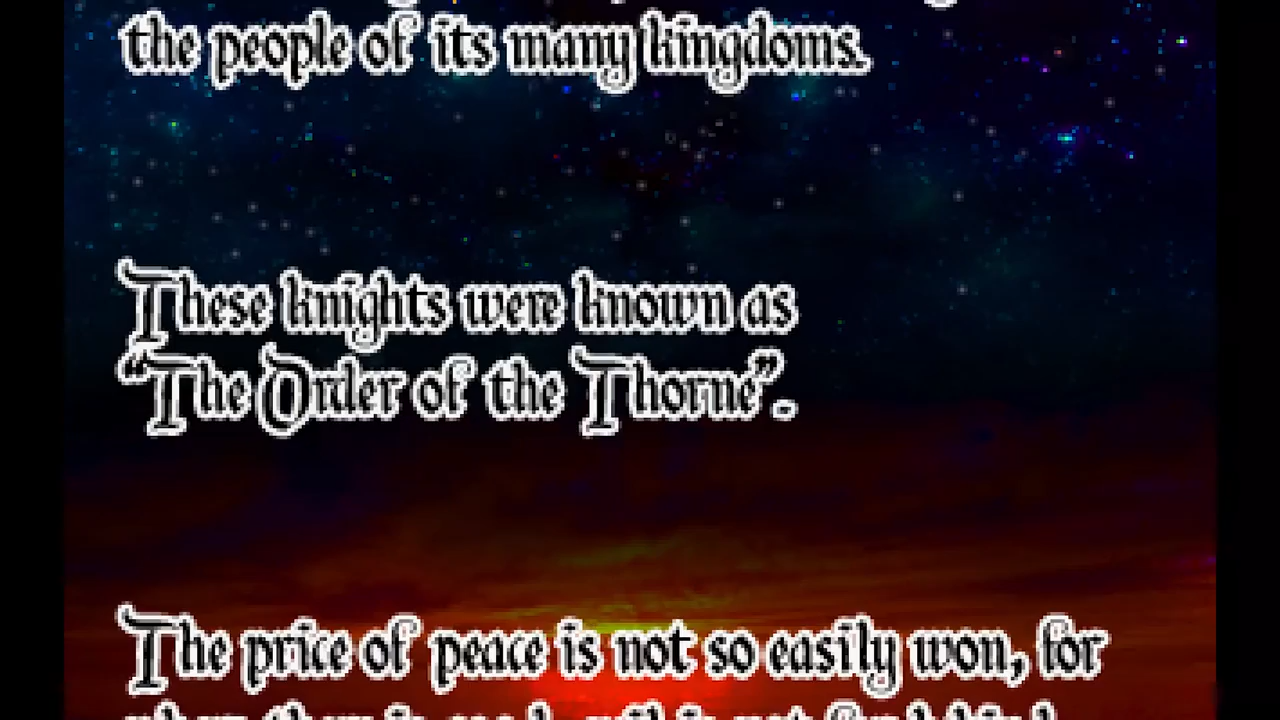 the people of its many kingdoms.
These knights were known as
“The Order of the Thorne”.
The price of peace is not so easily won, for